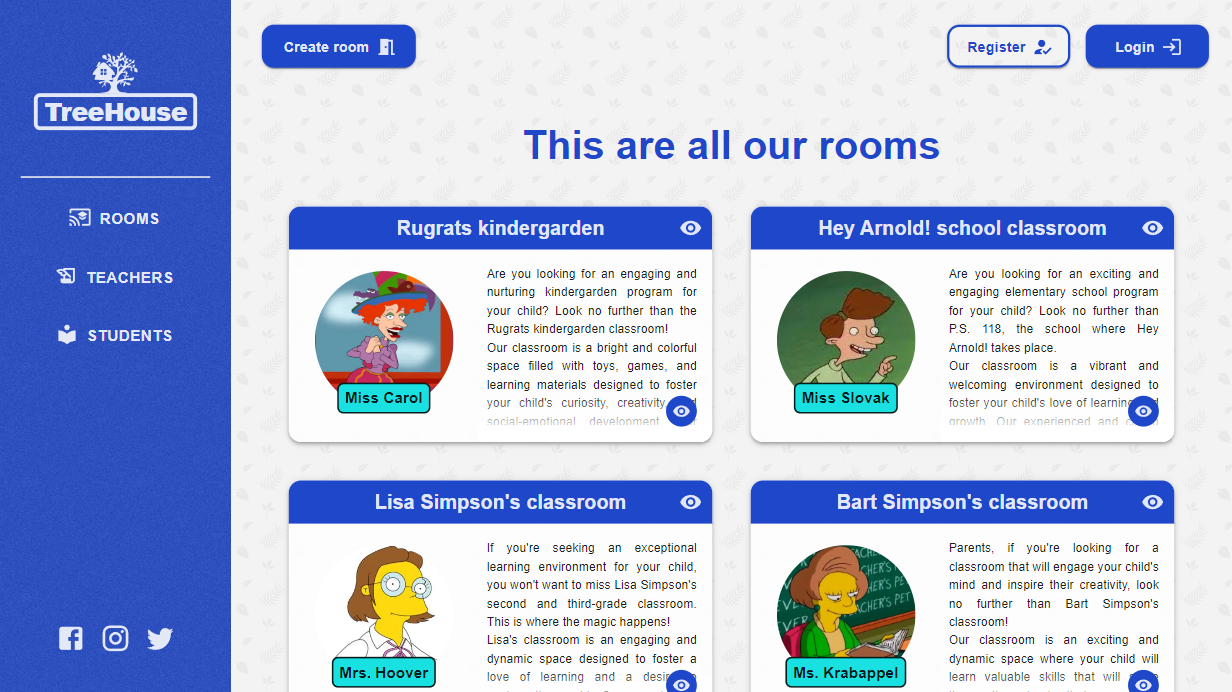 TreeHouse
ROOMS
TEACHERS
STUDENTS
Create room
Register
Login
This are all our rooms
Rugrats kindergarden
Miss Carol
Are you looking for an engaging and
nurturing kindergarden program for
your child? Look no further than the
Rugrats kindergarden classroom!
Our classroom is a bright and colorful
space filled with toys, games, and
learning materials designed to foster
your child's curiosity, creativity,
social-emotional development
Hey Arnold! school classroom
Miss Slovak
Are you looking for an exciting and
engaging elementary school program
for your child? Look no further than
P.S. 118, the school where Hey
Arnold! takes place.
Our classroom is a vibrant and
welcoming environment designed to
foster your child's love of learning
growth. Our experienced and
Lisa Simpson's classroom
Mrs. Hoover
If you're seeking an exceptional
learning environment for your child,
you won't want to miss Lisa Simpson's
second and third-grade classroom.
This is where the magic happens!
Lisa's classroom is an engaging and
dynamic space designed to foster a
love of learning and a
Bart Simpson's classroom
TEACHER'S PET
Ms. Krabappel
Parents, if you're looking for a
classroom that will engage your child's
mind and inspire their creativity, look
no further than Bart Simpson's
classroom!
Our classroom is an exciting and
dynamic space where your child will
learn valuable skills that will